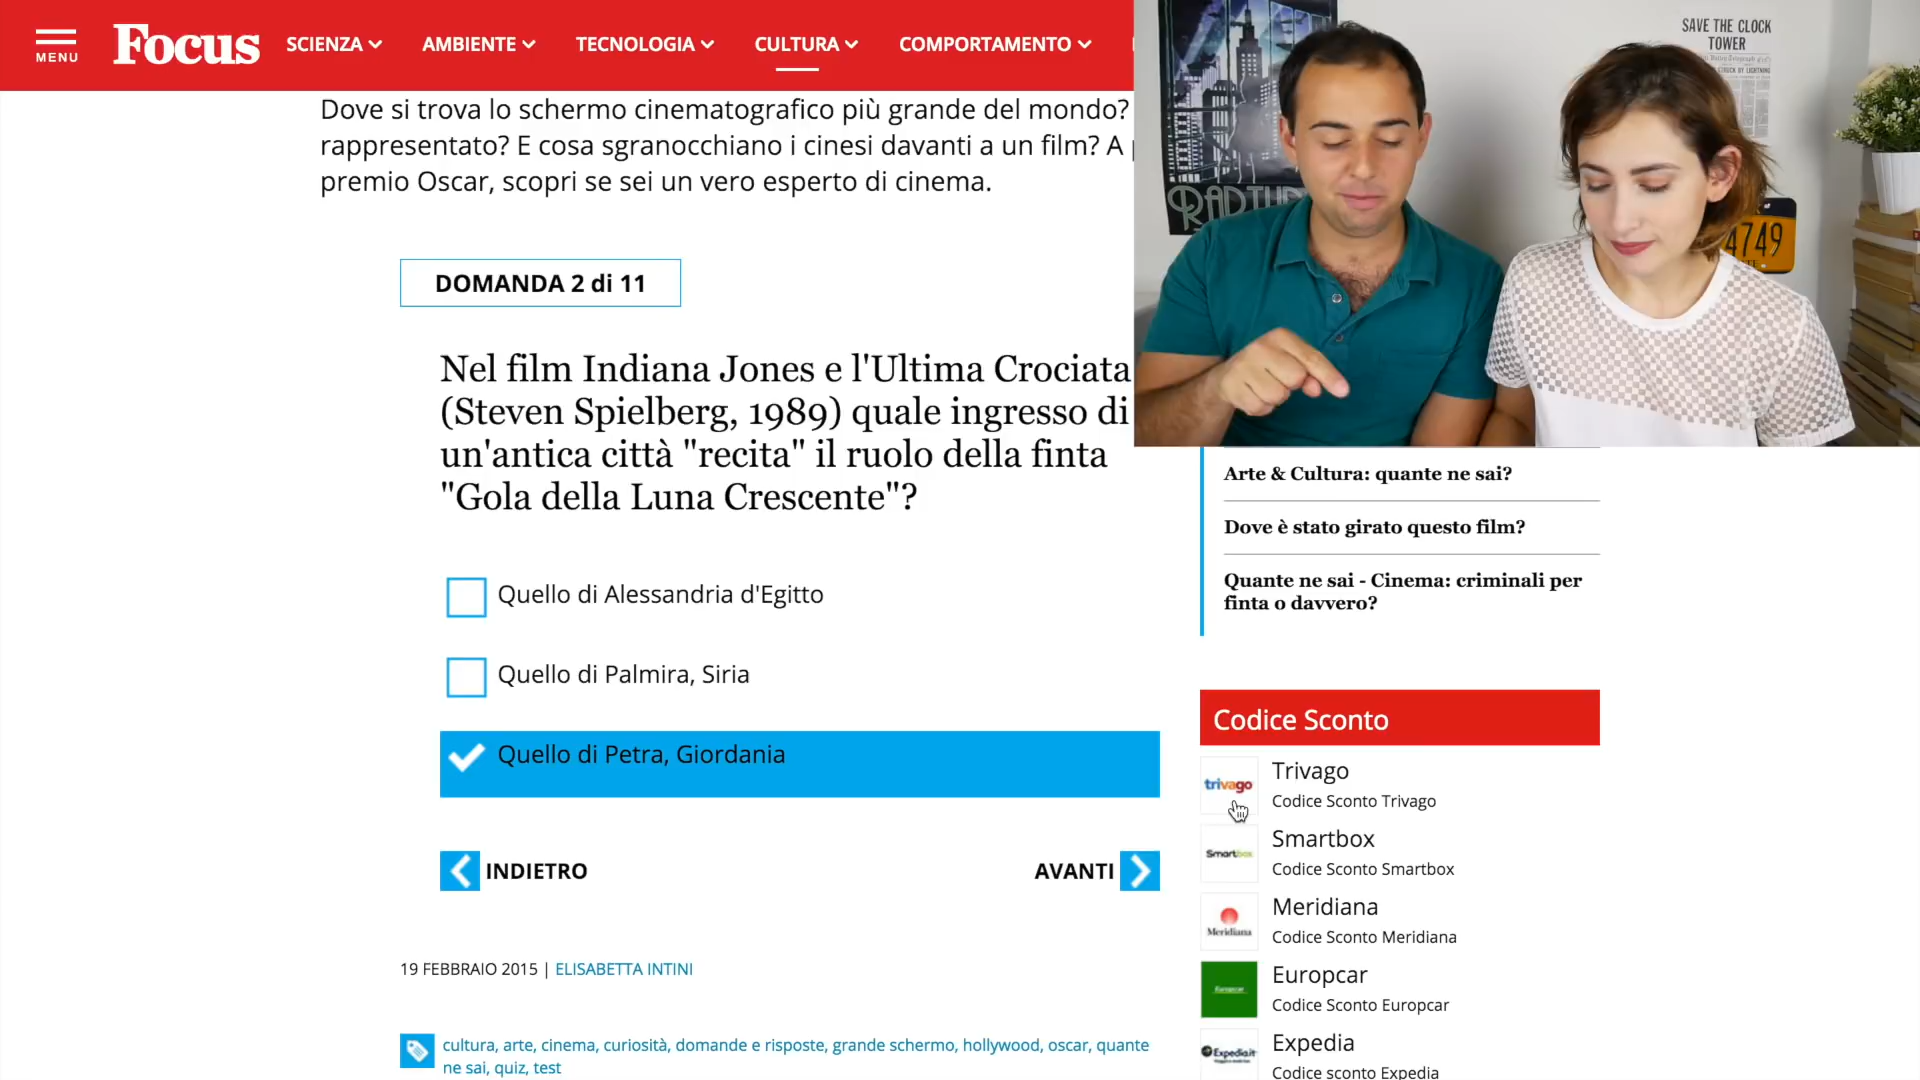 MENU
Focus
SCIENZA
AMBIENTE
TECNOLOGIA
CULTURA
COMPORTAMENTO
Dove si trova lo schermo cinematografico più grande del mondo?
rappresentato? E cosa sgranocchiano i cinesi davanti a un film? A
premio Oscar, scopri se sei un vero esperto di cinema.
SAVE THE CLOCK
TOWER
4749
DOMANDA 2 di 11
Nel film Indiana Jones e l'Ultima Crociata
(Steven Spielberg, 1989) quale ingresso di
un'antica città "recita" il ruolo della finta
"Gola della Luna Crescente"?
Quello di Alessandria d'Egitto
Quello di Palmira, Siria
Quello di Petra, Giordania
INDIETRO
AVANTI
19 FEBBRAIO 2015 | ELISABETTA INTINI
cultura, arte, cinema, curiosità, domande e risposte, grande schermo, hollywood, oscar, quante
ne sai, quiz, test
Arte & Cultura: quante ne sai?
Dove è stato girato questo film?
Quante ne sai - Cinema: criminali per
finta o davvero?
Codice Sconto
trivago
Trivago
Codice Sconto Trivago
Smartbox
Smartbox
Codice Sconto Smartbox
Meridiana
Meridiana
Codice Sconto Meridiana
Europcar
Europcar
Codice Sconto Europcar
Expedia.it
Expedia
Codice sconto Expedia